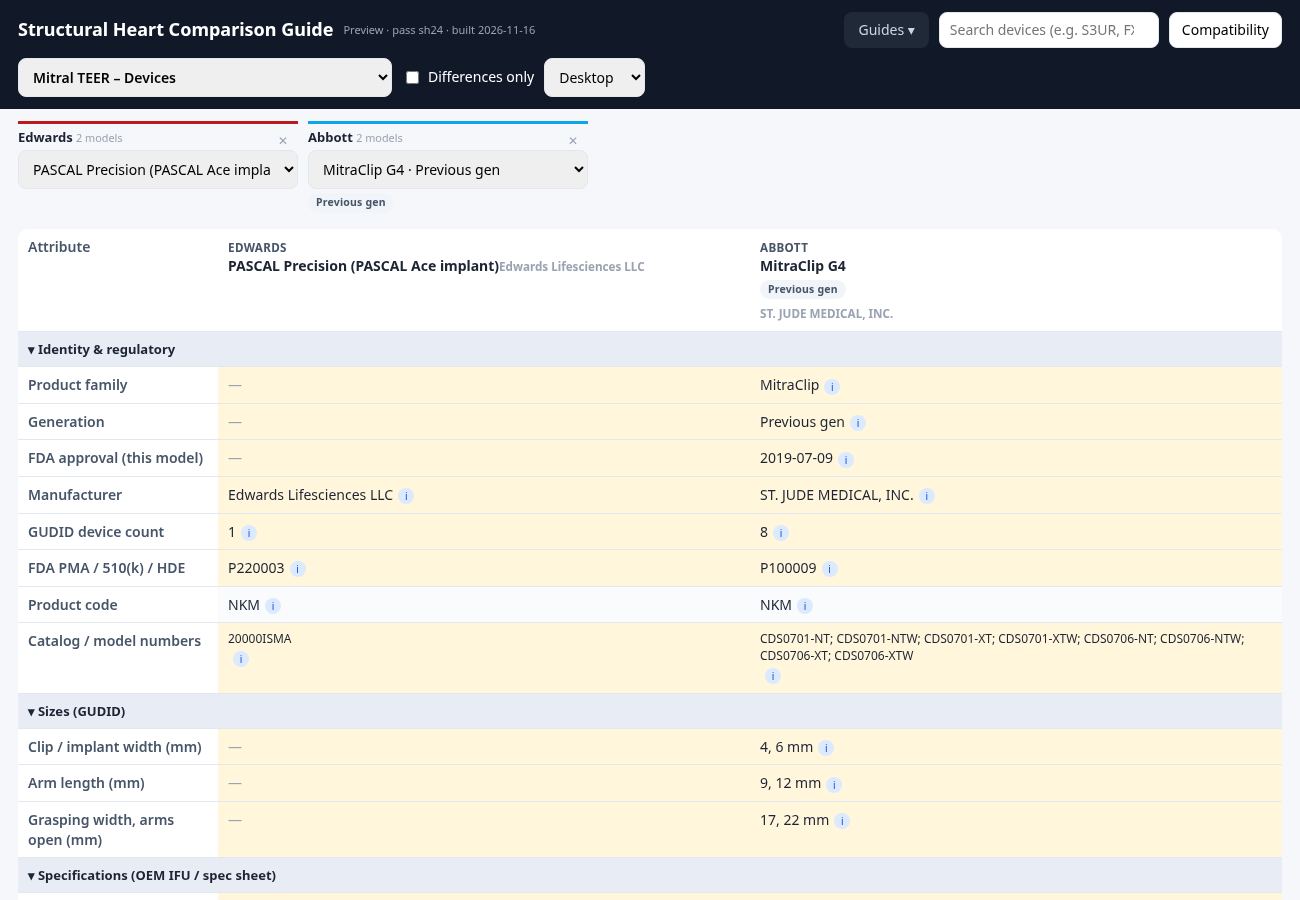 Structural Heart Comparison Guide Preview · pass sh24 · built 2026-11-16 Guides ▾ Search devices (e.g. S3UR, FX Compatibility
Mitral TEER – Devices Differences only Desktop
Edwards 2 models × Abbott 2 models ×
PASCAL Precision (PASCAL Ace impla MitraClip G4 · Previous gen
Previous gen
Attribute EDWARDS ABBOTT
PASCAL Precision (PASCAL Ace implant)Edwards Lifesciences LLC MitraClip G4
Previous gen
ST. JUDE MEDICAL, INC.
▾ Identity & regulatory
Product family — MitraClip i
Generation — Previous gen i
FDA approval (this model) — 2019-07-09 i
Manufacturer Edwards Lifesciences LLC i ST. JUDE MEDICAL, INC. i
GUDID device count 1 i 8 i
FDA PMA / 510(k) / HDE P220003 i P100009 i
Product code NKM i NKM i
Catalog / model numbers 20000ISMA CDS0701-NT; CDS0701-NTW; CDS0701-XT; CDS0701-XTW; CDS0706-NT; CDS0706-NTW;
i CDS0706-XT; CDS0706-XTW
i
▾ Sizes (GUDID)
Clip / implant width (mm) — 4, 6 mm i
Arm length (mm) — 9, 12 mm i
Grasping width, arms — 17, 22 mm i
open (mm)
▾ Specifications (OEM IFU / spec sheet)